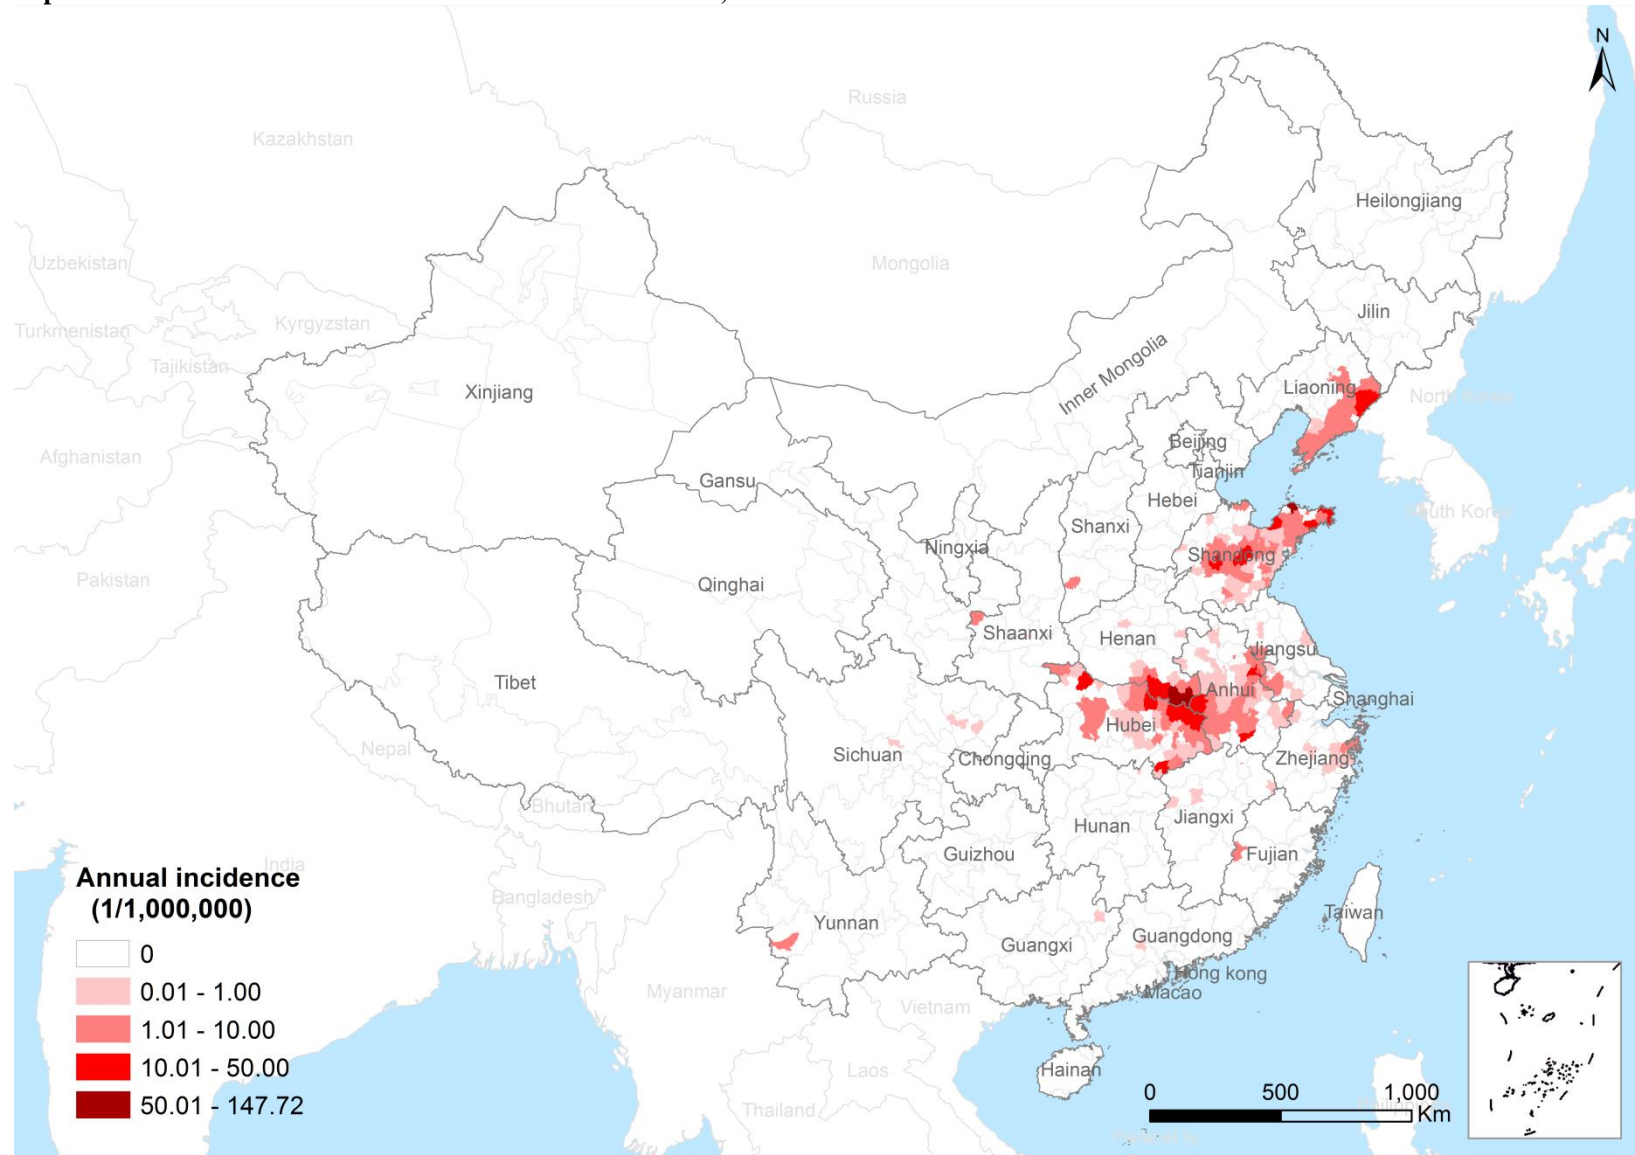 N
Russia
Kazakhstan
Heilongjiang
Uzbekistan
Mongolia
Jilin
Turkmenistan
Kyrgyzstan
Tajikistan
Inner Mongolia
Xinjiang
Liaoning
North Korea
Beijing
Afghanistan
Tianjin
Gansu
Hebei
South Korea
Shanxi
Ningxia
Shandong
Pakistan
Qinghai
Shaanxi
Henan
Jiangsu
Tibet
Anhui
Shanghai
Hubei
Nepal
Sichuan
Chongqing
Zhejiang
Bhutan
Jiangxi
Hunan
Guizhou
Fujian
India
Annual incidence
(1/1,000,000)
Bangladesh
Taiwan
Yunnan
Guangxi
Guangdong
0
Hong kong
0.01 - 1.00
Myanmar
Macao
Vietnam
1.01 - 10.00
10.01 - 50.00
Laos
Hainan
0 500 1,000
Km
50.01 - 147.72
Thailand